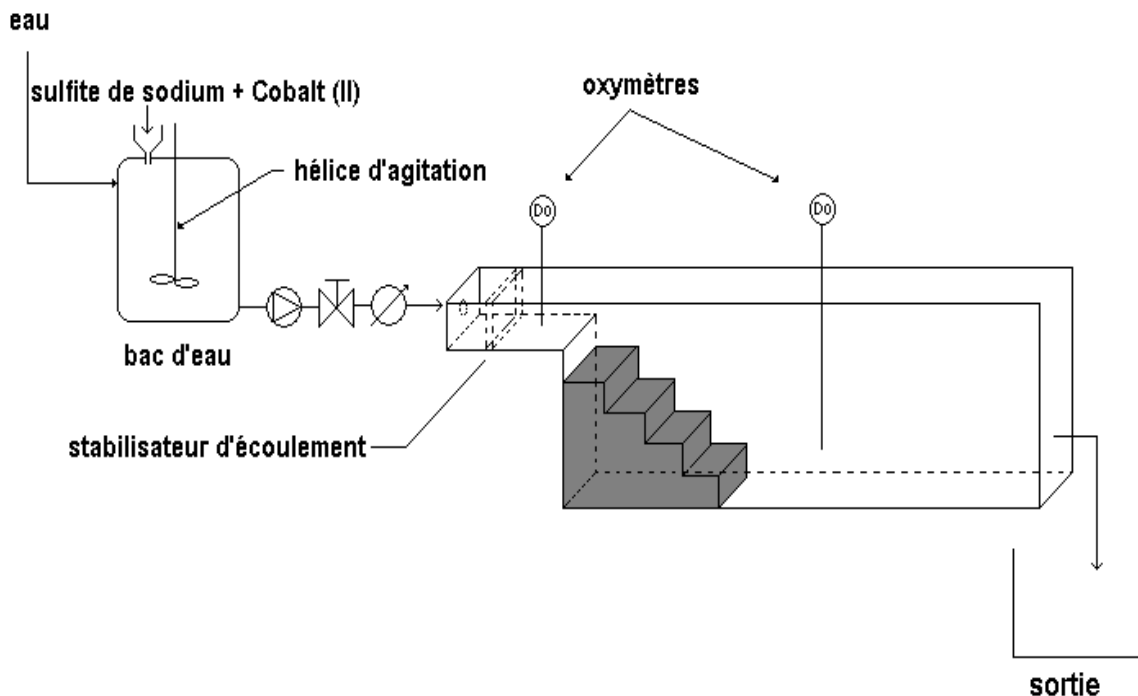 eau
sulfite de sodium + Cobalt (II)
oxymètres
hélice d'agitation
Do
Do
bac d'eau
stabilisateur d'écoulement
sortie